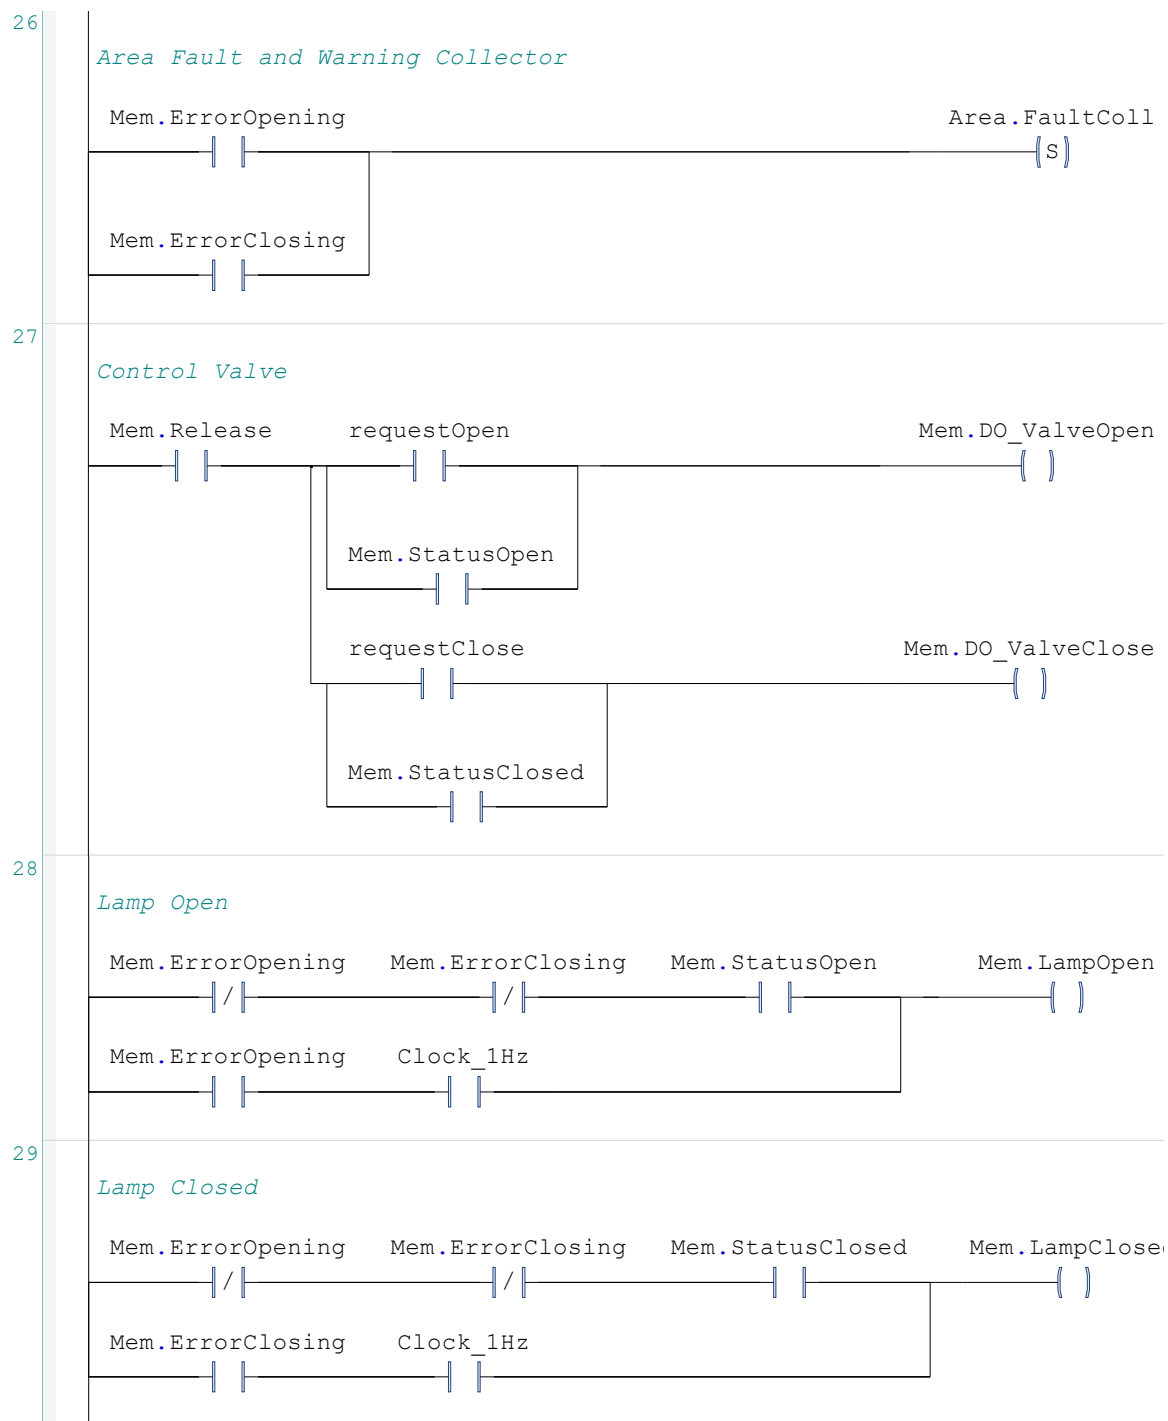 26
Area Fault and Warning Collector
Mem.ErrorOpening Area.FaultColl
S
Mem.ErrorClosing
27
Control Valve
Mem.Release requestOpen Mem.DO_ValveOpen
Mem.StatusOpen
requestClose Mem.DO_ValveClose
Mem.StatusClosed
28
Lamp Open
Mem.ErrorOpening Mem.ErrorClosing Mem.StatusOpen Mem.LampOpen
/ /
Mem.ErrorOpening Clock_1Hz
29
Lamp Closed
Mem.ErrorOpening Mem.ErrorClosing Mem.StatusClosed Mem.LampClosed
/ /
Mem.ErrorClosing Clock_1Hz